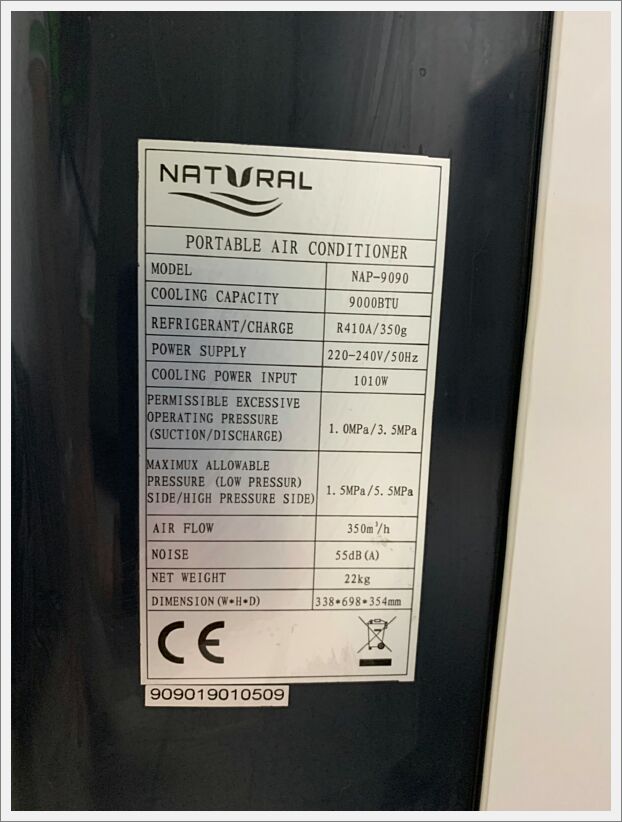 NATURAL
PORTABLE AIR CONDITIONER
MODEL NAP-9090
COOLING CAPACITY 9000BTU
REFRIGERANT/CHARGE R410A/350g
POWER SUPPLY 220-240V/50Hz
COOLING POWER INPUT 1010W
PERMISSIBLE EXCESSIVE
OPERATING PRESSURE
(SUCTION/DISCHARGE) 1.0MPa/3.5MPa
MAXIMUX ALLOWABLE
PRESSURE (LOW PRESSUR)
SIDE/HIGH PRESSURE SIDE) 1.5MPa/5.5MPa
AIR FLOW 350m³/h
NOISE 55dB(A)
NET WEIGHT 22kg
DIMENSION(W*H*D) 338*698*354mm
CE
909019010509